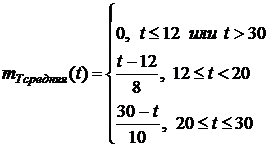 m_{Tсредняя}(t) = { 0, t ≤ 12 или t > 30
(t − 12)/8, 12 ≤ t < 20
(30 − t)/10, 20 ≤ t ≤ 30